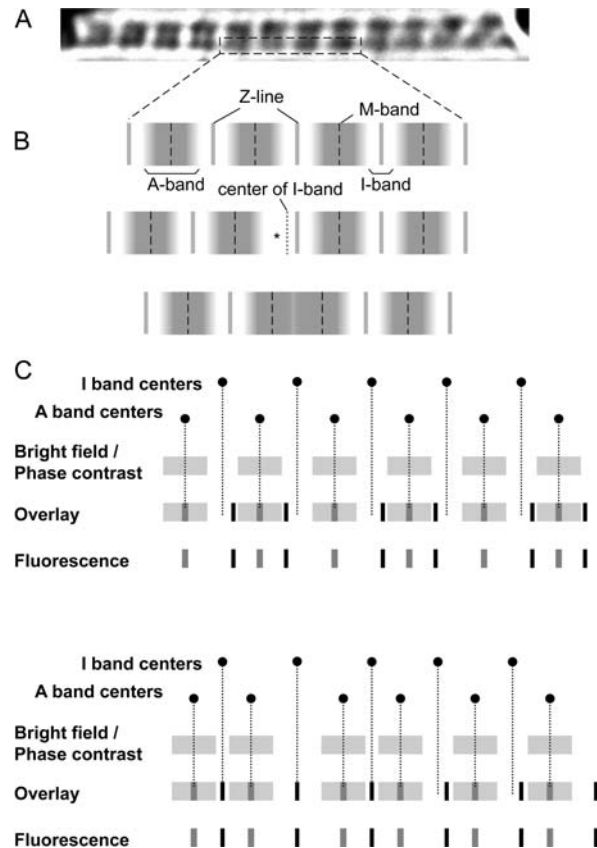 A
Z-line
M-band
B
A-band
I-band
center of I-band
*
C
I band centers
A band centers
Bright field /
Phase contrast
Overlay
Fluorescence
I band centers
A band centers
Bright field /
Phase contrast
Overlay
Fluorescence